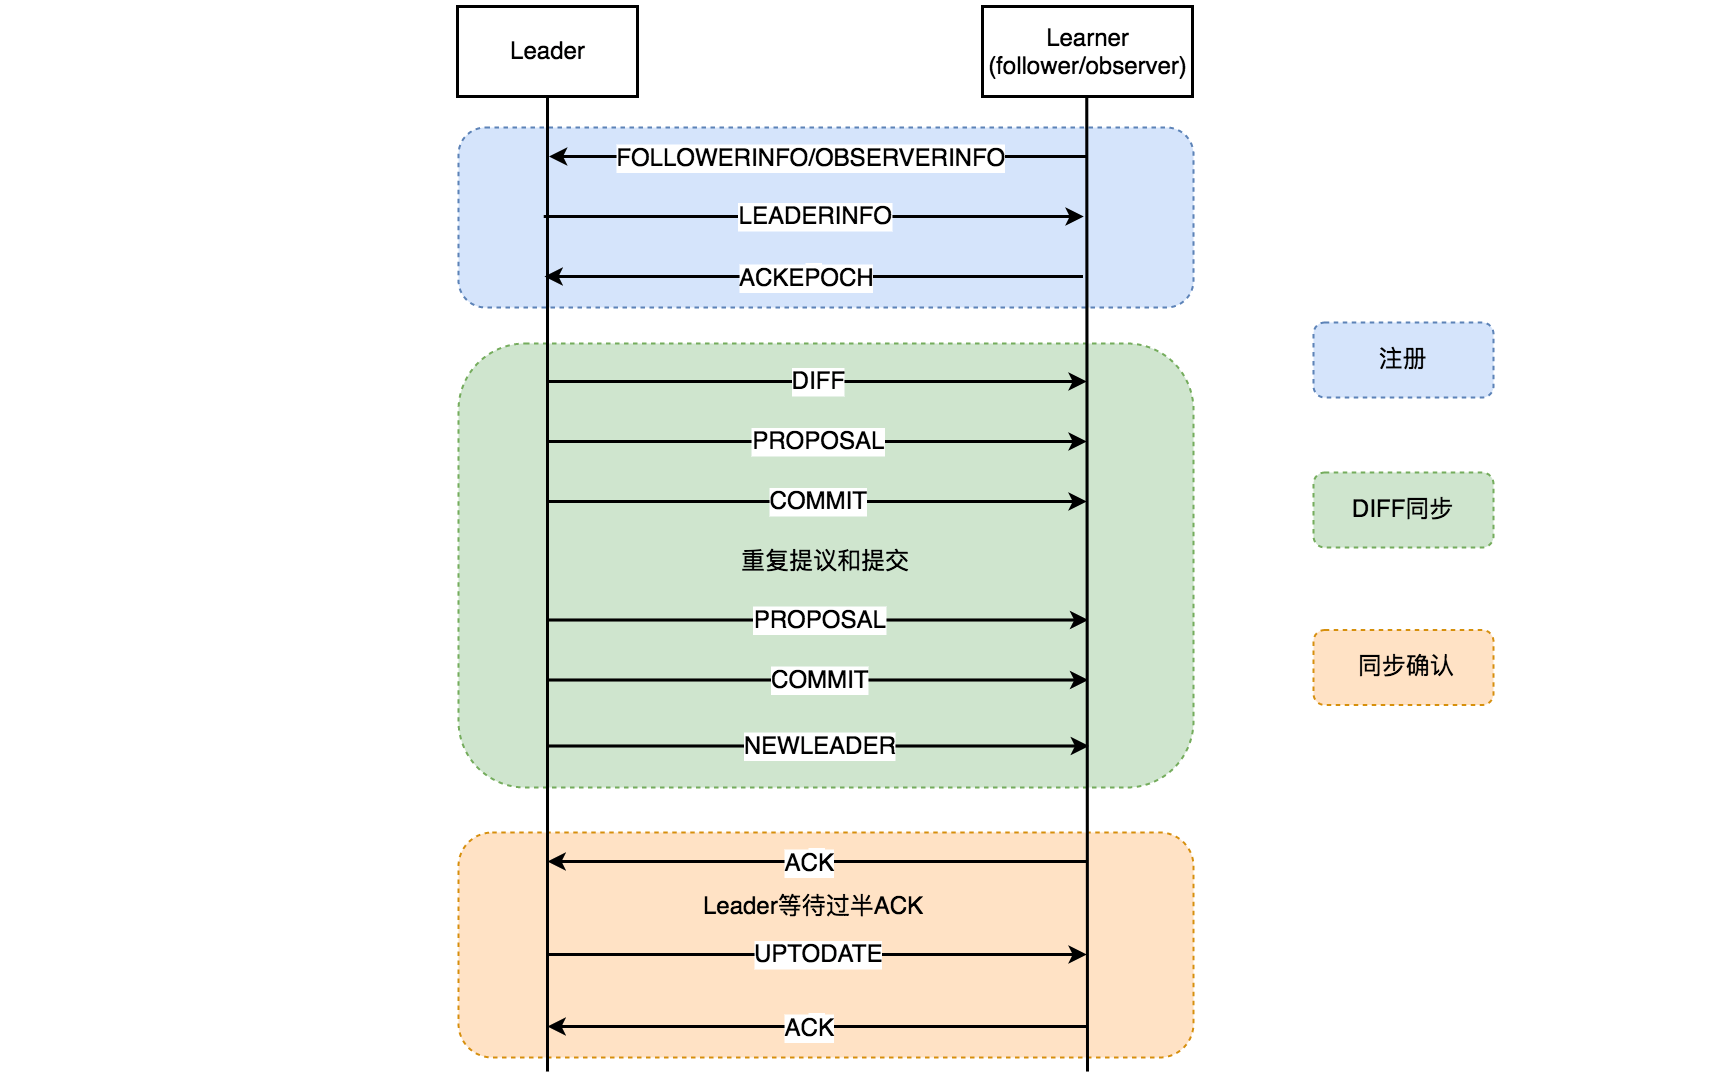 Leader
Learner
(follower/observer)
FOLLOWERINFO/OBSERVERINFO
LEADERINFO
ACKEPOCH
注册
DIFF
PROPOSAL
COMMIT
DIFF同步
重复提议和提交
PROPOSAL
COMMIT
同步确认
NEWLEADER
ACK
Leader等待过半ACK
UPTODATE
ACK